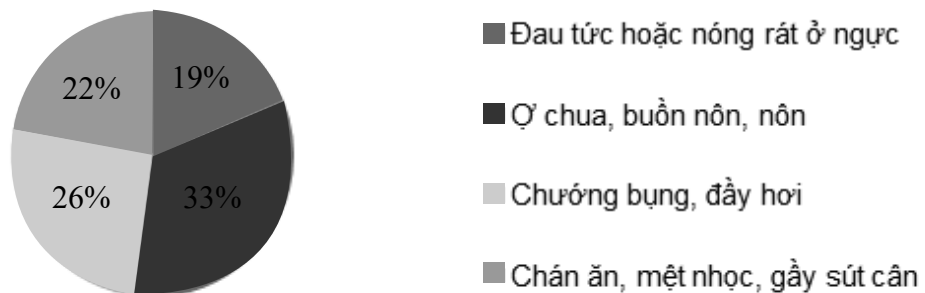 22%
19%
26%
33%
Đau tức hoặc nóng rát ở ngực
Ợ chua, buồn nôn, nôn
Chướng bụng, đầy hơi
Chán ăn, mệt nhọc, gầy sút cân